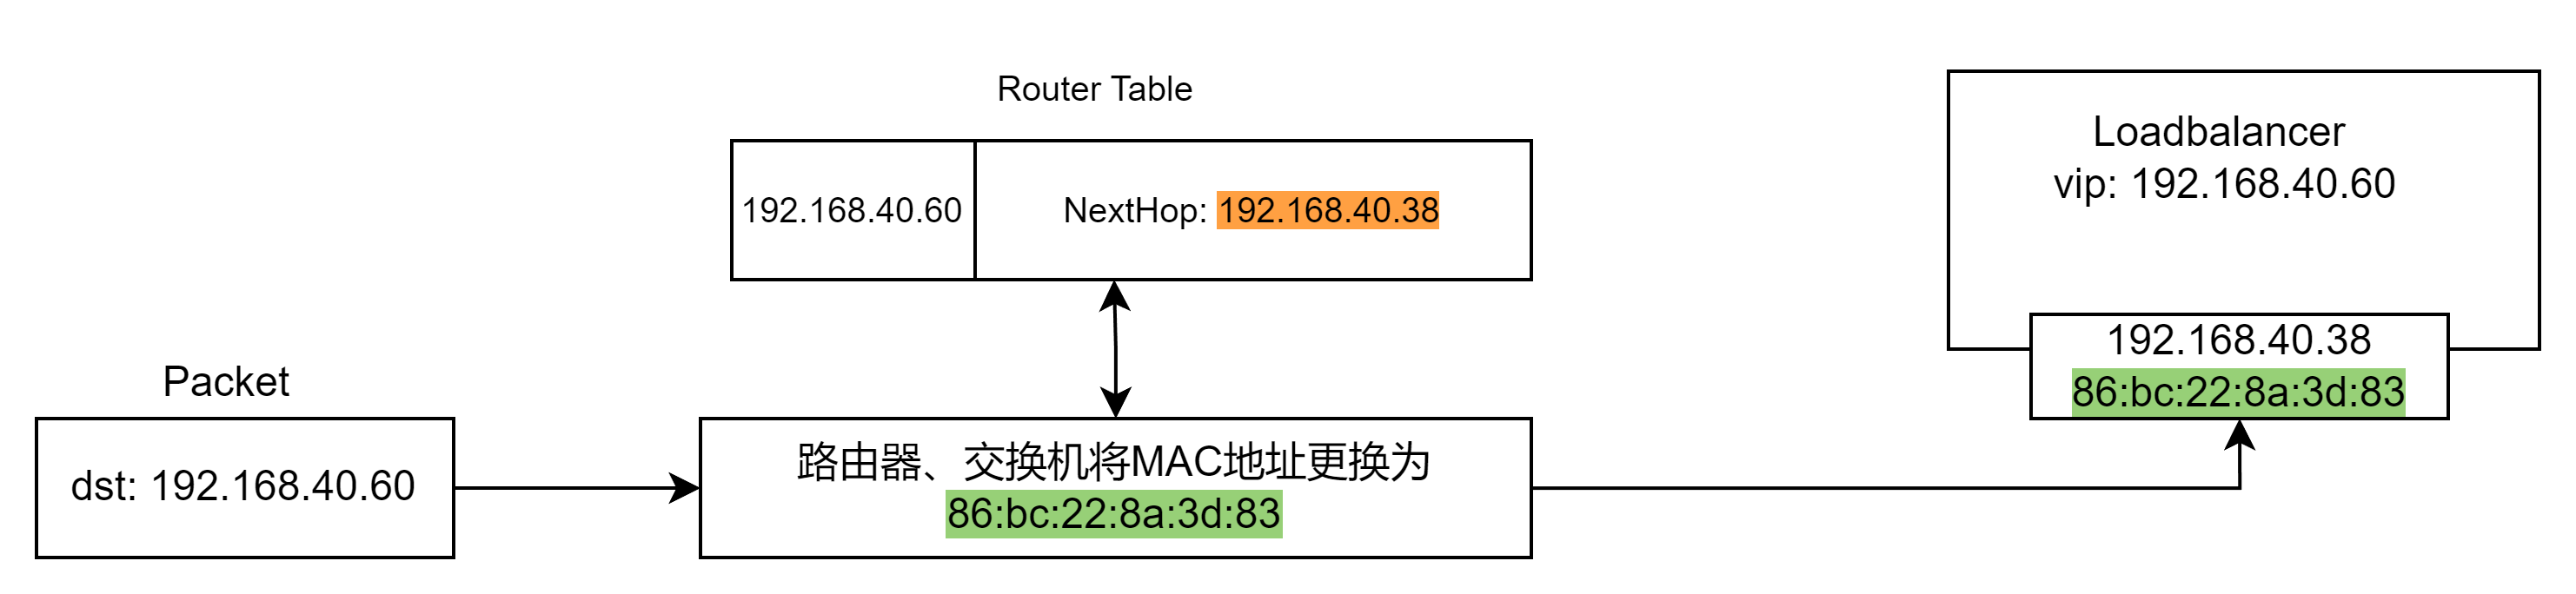 Router Table
192.168.40.60
NextHop: 192.168.40.38
Loadbalancer
vip: 192.168.40.60
192.168.40.38
86:bc:22:8a:3d:83
Packet
dst: 192.168.40.60
路由器、交换机将MAC地址更换为
86:bc:22:8a:3d:83